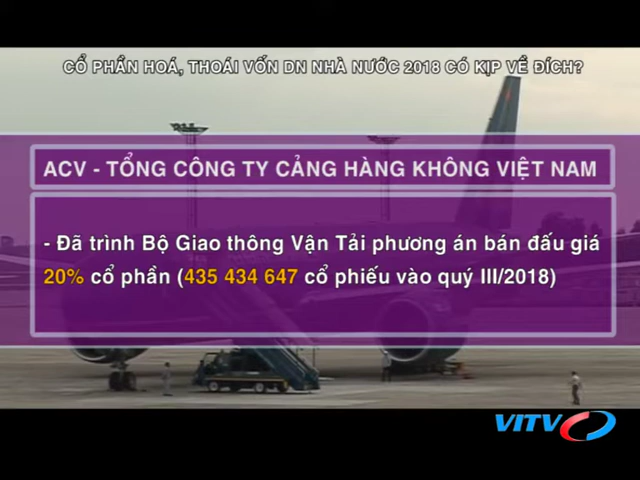 CỔ PHẦN HOÁ, THOÁI VỐN DN NHÀ NƯỚC 2018 CÓ KỊP VỀ ĐÍCH?
ACV - TỔNG CÔNG TY CẢNG HÀNG KHÔNG VIỆT NAM
- Đã trình Bộ Giao thông Vận Tải phương án bán đấu giá
20% cổ phần (435 434 647 cổ phiếu vào quý III/2018)
VITV